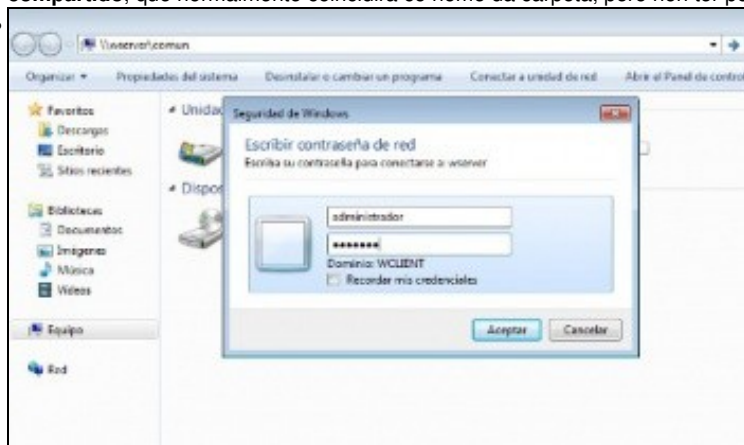 compartido, que normalmente coincidirá co nome da carpeta, pero non ter po
\\wserver\comun
Organizar Propiedades del sistema Desinstalar o cambiar un programa Conectar a unidad de red Abrir el Panel de control
Favoritos
Descargas
Escritorio
Sitios recientes
Bibliotecas
Documentos
Imágenes
Música
Vídeos
Equipo
Red
Unidad
Dispos
Seguridad de Windows
Escribir contraseña de red
Escriba su contraseña para conectarse a: wserver
administrador
●●●●●●●
Dominio: WCLIENT
Recordar mis credenciales
Aceptar Cancelar